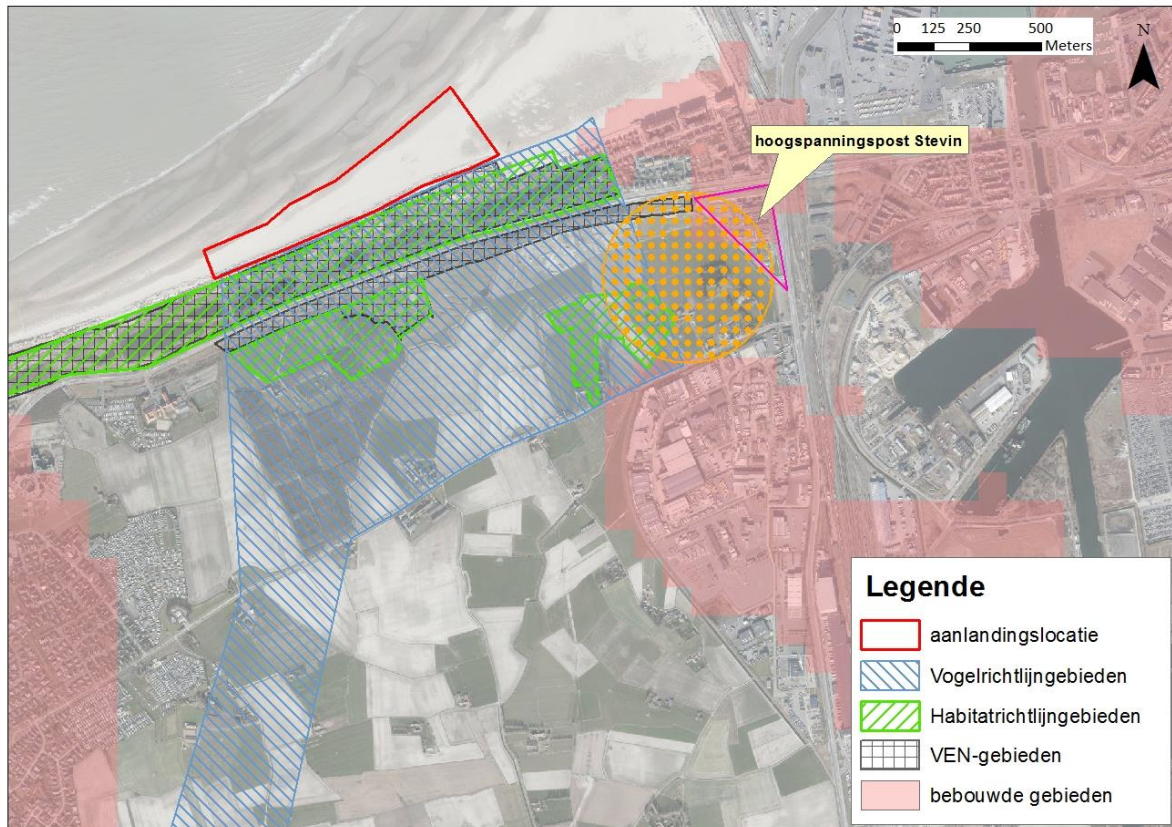 0 125 250 500
Meters
N
hoogspanningspost Stevin
Legende
aanlandingslocatie
Vogelrichtlijngebieden
Habitatrichtlijngebieden
VEN-gebieden
bebouwde gebieden